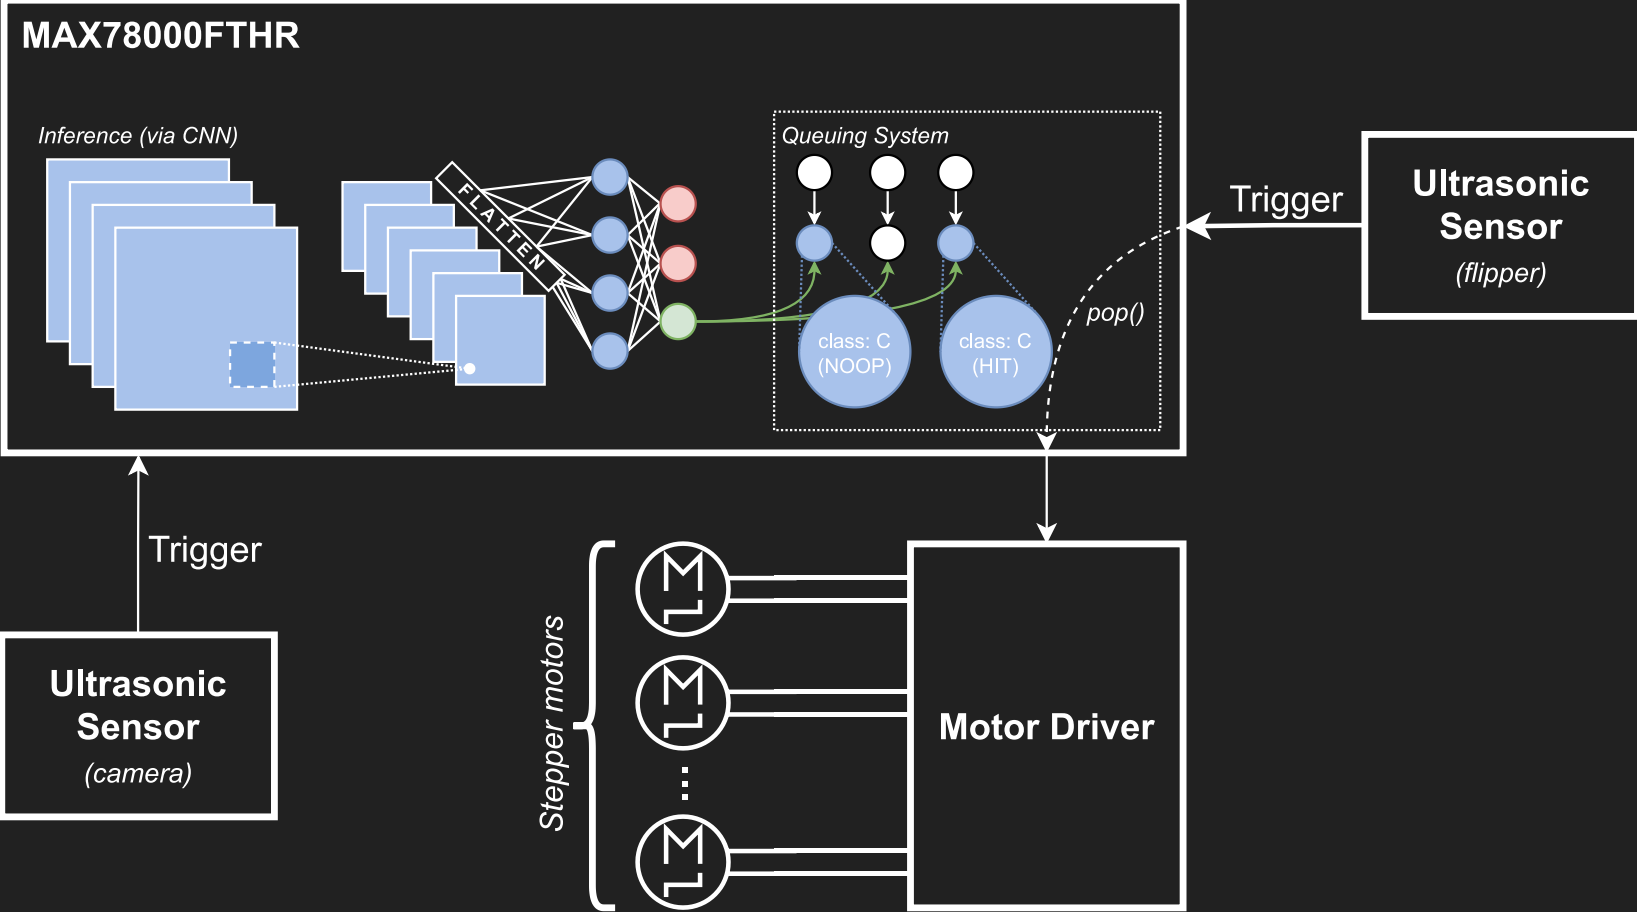 MAX78000FTHR
Inference (via CNN)
FLATTEN
Queuing System
class: C
(NOOP)
class: C
(HIT)
pop()
Trigger
Ultrasonic
Sensor
(flipper)
Trigger
Ultrasonic
Sensor
(camera)
Stepper motors
M
M
M
Motor Driver